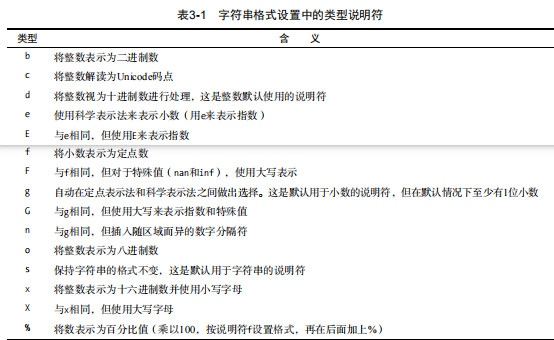 表3-1 字符串格式设置中的类型说明符
类型 含 义
b 将整数表示为二进制数
c 将整数解读为Unicode码点
d 将整数视为十进制数进行处理，这是整数默认使用的说明符
e 使用科学表示法来表示小数（用e来表示指数）
E 与e相同，但使用E来表示指数
f 将小数表示为定点数
F 与f相同，但对于特殊值（nan和inf），使用大写表示
g 自动在定点表示法和科学表示法之间做出选择。这是默认用于小数的说明符，但在默认情况下至少有1位小数
G 与g相同，但使用大写来表示指数和特殊值
n 与g相同，但插入随区域而异的数字分隔符
o 将整数表示为八进制数
s 保持字符串的格式不变，这是默认用于字符串的说明符
x 将整数表示为十六进制数并使用小写字母
X 与x相同，但使用大写字母
% 将数表示为百分比值（乘以100，按说明符f设置格式，再在后面加上%）